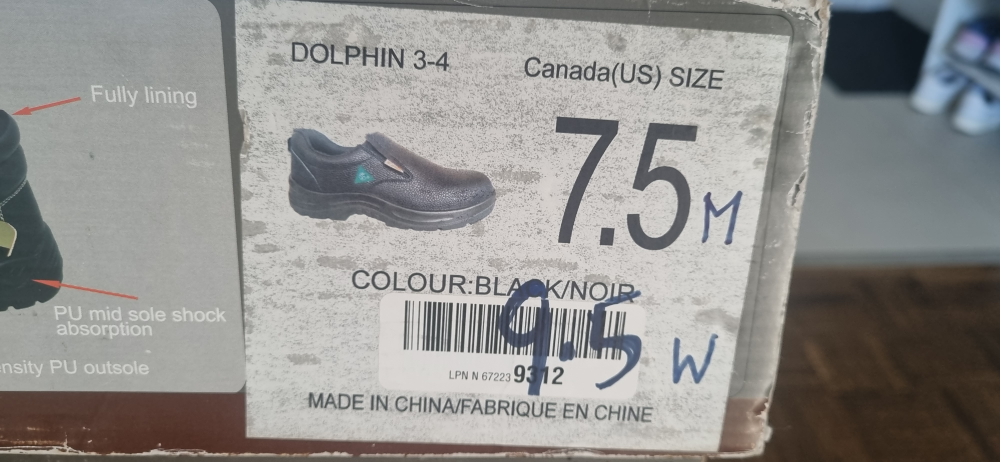 Fully lining
PU mid sole shock
absorption
ensity PU outsole
DOLPHIN 3-4
Canada(US) SIZE
7.5 M
COLOUR:BLACK/NOIR
9.5 W
LPN N 67223 9312
MADE IN CHINA/FABRIQUE EN CHINE